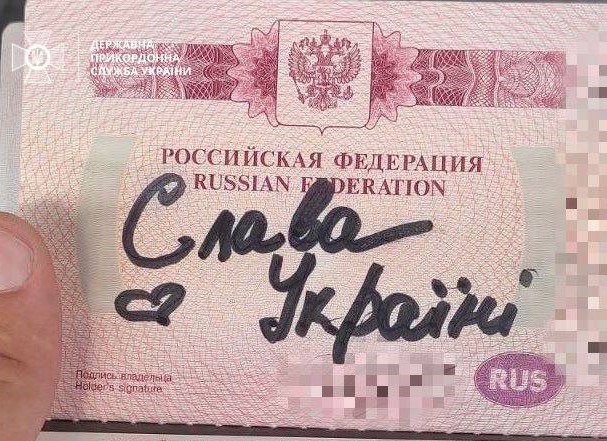 ДЕРЖАВНА
ПРИКОРДОННА
СЛУЖБА УКРАЇНИ
РОССИЙСКАЯ ФЕДЕРАЦИЯ
RUSSIAN FEDERATION
Слава
Україні
Подпись владельца
Holder's signature
RUS